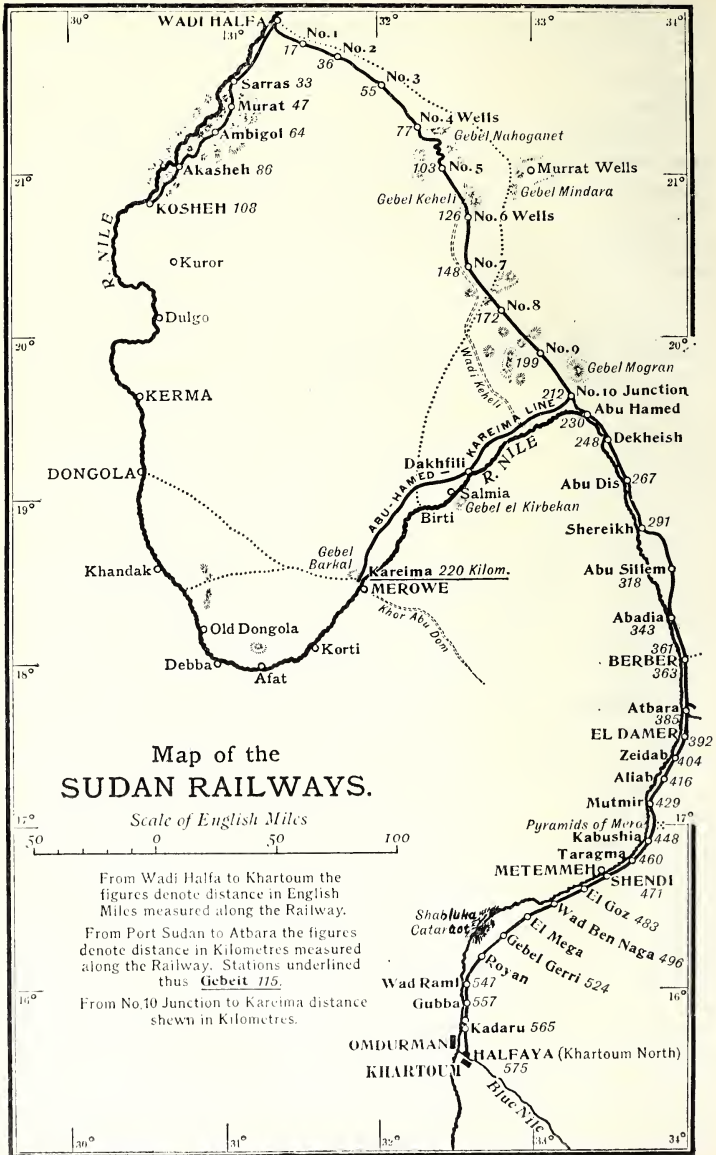 30°
31°
32°
33°
34°
WADI HALFA
No.1
17
No.2
36
No.3
55
Sarras 33
Murat 47
No.4 Wells
77
Gebel Nahoganet
Ambigol 64
Akasheh 86
103
No.5
Murrat Wells
21°
21°
Gebel Mindara
Gebel Keheli
KOSHEH 108
126
No.6 Wells
R. NILE
Kuror
No.7
148
No.8
172
Dulgo
20°
20°
No.9
199
Wadi Keheli
Gebel Mogran
KERMA
212
No.10 Junction
Abu Hamed
230
248
Dekheish
ABU-HAMED - KAREIMA LINE
R. NILE
DONGOLA
Dakhfili
Salmia
Abu Dis
267
19°
Gebel el Kirbekan
Birti
Shereikh
291
Gebel
Barkal
Khandak
Kareima 220 Kilom.
MEROWE
Abu Sillem
318
Khor Abu Dom
Abadia
343
Old Dongola
Korti
361
BERBER
363
18°
Debba
Afat
Atbara
385
EL DAMER
392
Zeidab
404
Aliab
416
Mutmir
429
Map of the
SUDAN RAILWAYS.
Scale of English Miles
50 0 50 100
17°
17°
Pyramids of Mero
Kabushia
448
Taragma
460
METEMMEH
SHENDI
471
El Goz 483
Wad Ben Naga 496
El Mega
Gebel Gerri 524
Shabluka
Cataract
Royan
From Wadi Halfa to Khartoum the
figures denote distance in English
Miles measured along the Railway.
From Port Sudan to Atbara the figures
denote distance in Kilometres measured
along the Railway. Stations underlined
thus Gebeit 115.
From No.10 Junction to Kareima distance
shewn in Kilometres.
16°
16°
Wad Raml
547
Gubba
557
Kadaru 565
OMDURMAN
HALFAYA (Khartoum North)
575
KHARTOUM
Blue Nile
30°
31°
32°
33°
34°